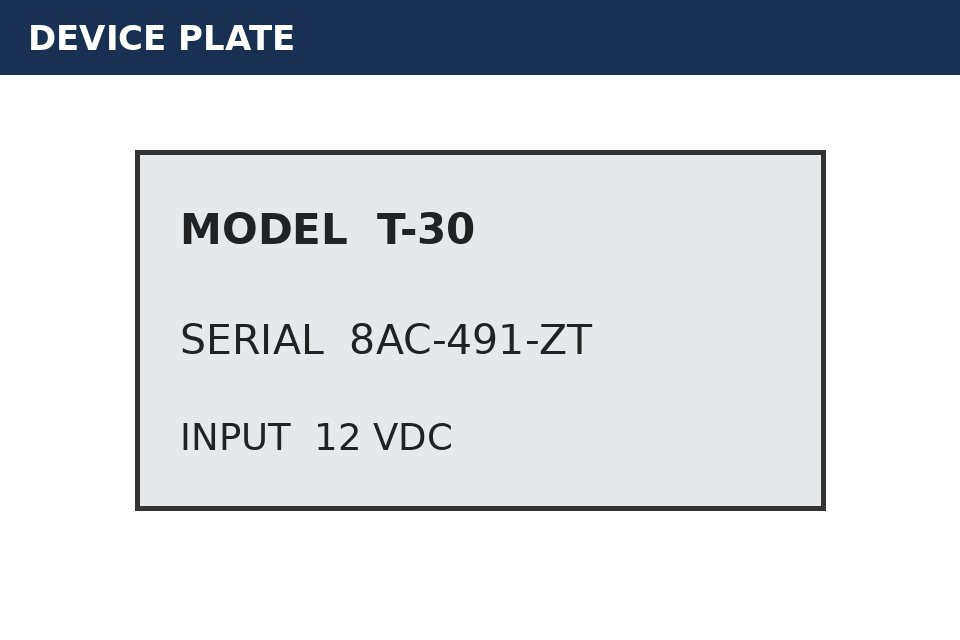 DEVICE PLATE
MODEL  T-30
SERIAL  8AC-491-ZT
INPUT  12 VDC